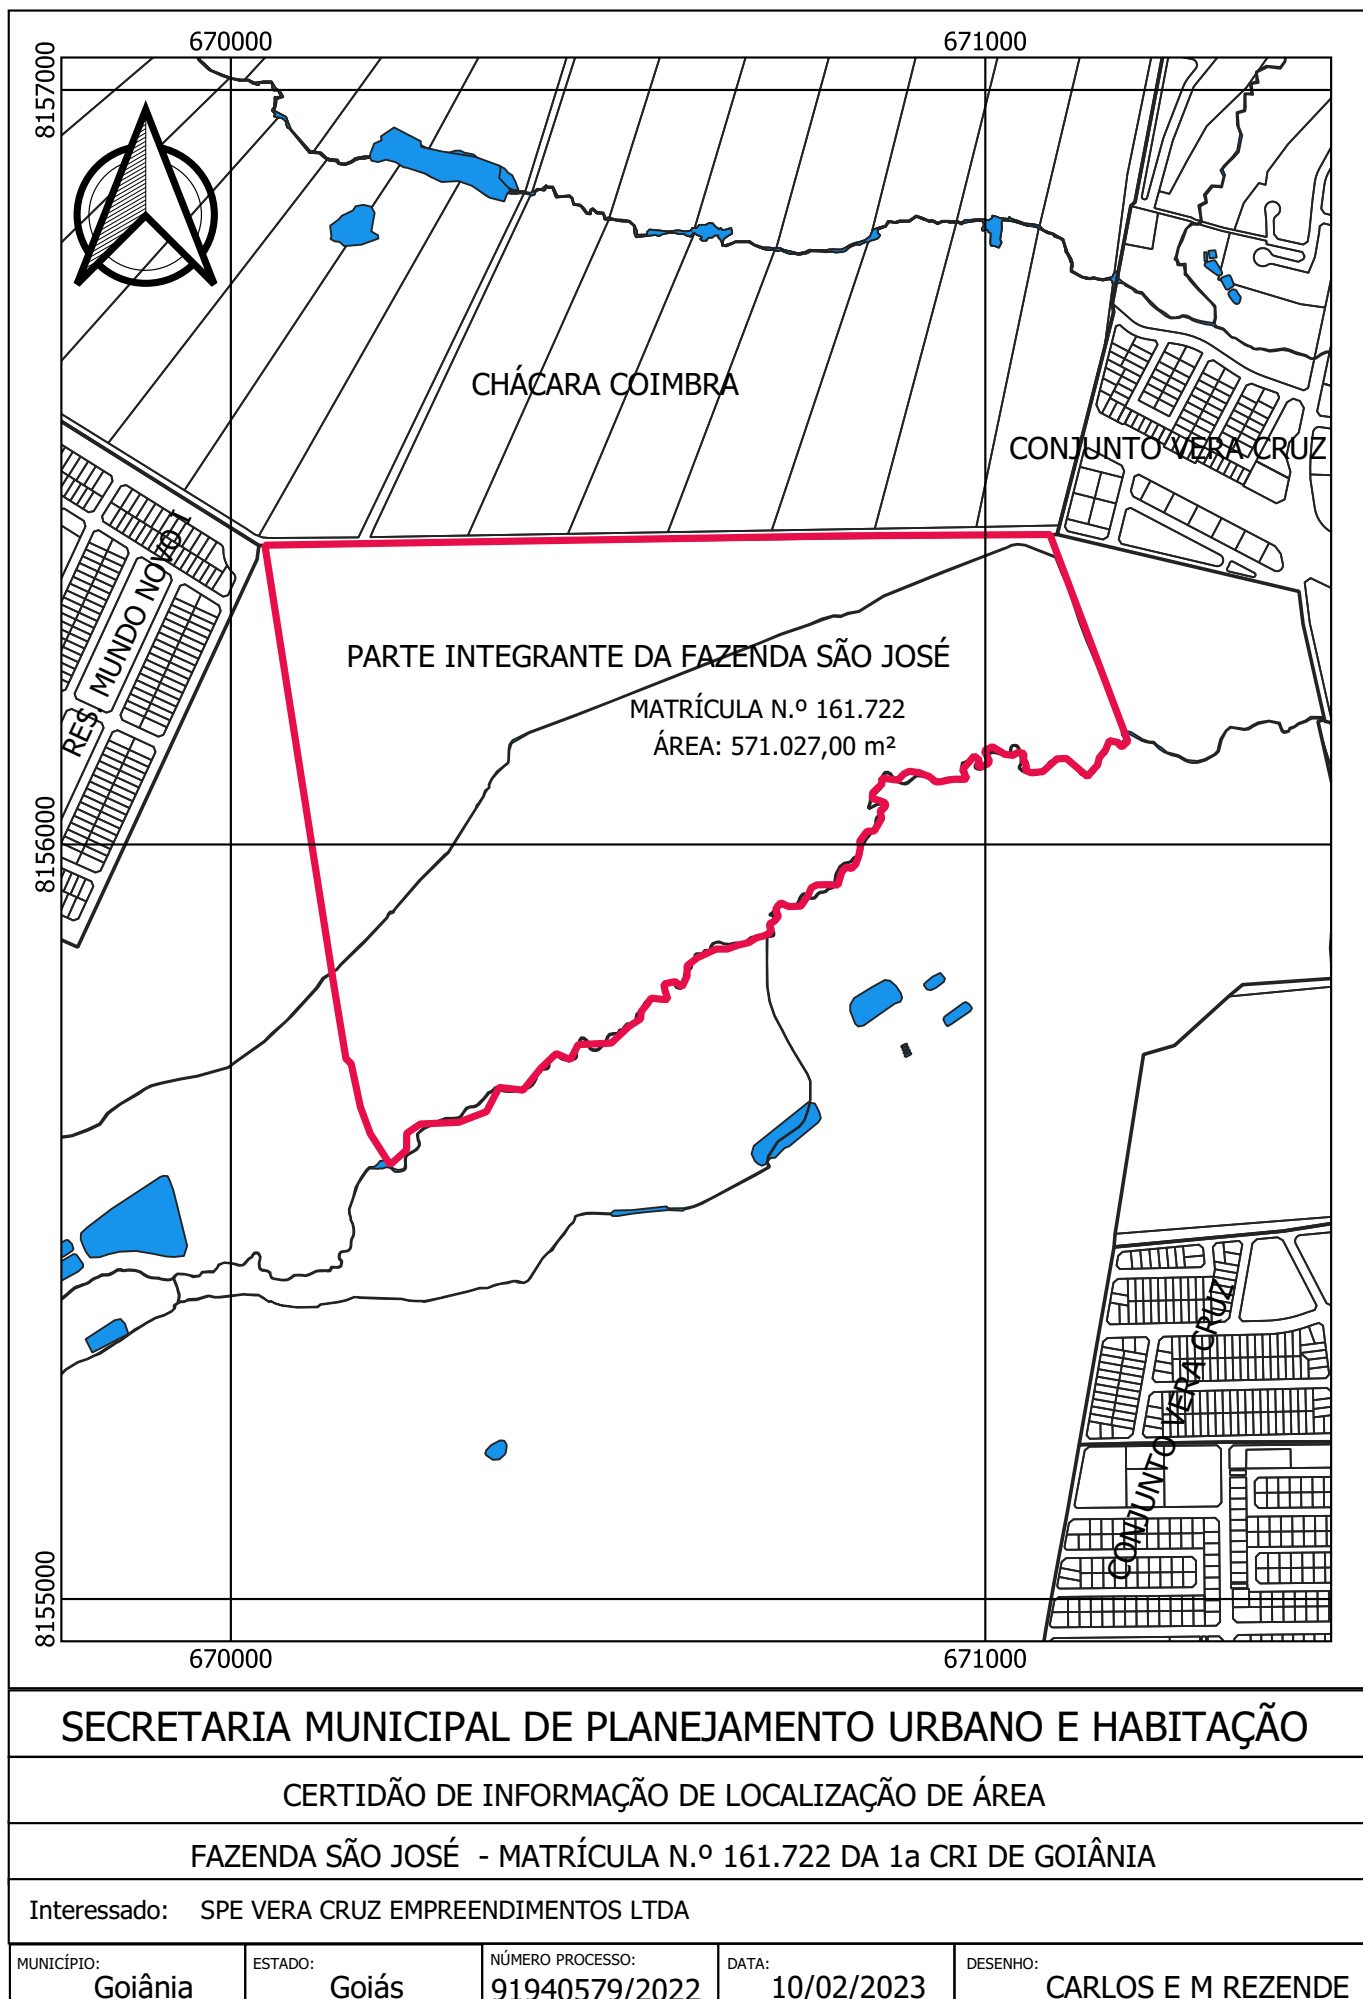 670000
671000
8157000
CHÁCARA COIMBRA
CONJUNTO VERA CRUZ
RES. MUNDO NOVO I
PARTE INTEGRANTE DA FAZENDA SÃO JOSÉ
MATRÍCULA N.º 161.722
ÁREA: 571.027,00 m²
8156000
CONJUNTO VERA CRUZ
8155000
670000
671000
SECRETARIA MUNICIPAL DE PLANEJAMENTO URBANO E HABITAÇÃO
CERTIDÃO DE INFORMAÇÃO DE LOCALIZAÇÃO DE ÁREA
FAZENDA SÃO JOSÉ - MATRÍCULA N.º 161.722 DA 1a CRI DE GOIÂNIA
Interessado: SPE VERA CRUZ EMPREENDIMENTOS LTDA
MUNICÍPIO: ESTADO: NÚMERO PROCESSO: DATA: DESENHO:
Goiânia Goiás 91940579/2022 10/02/2023 CARLOS E M REZENDE